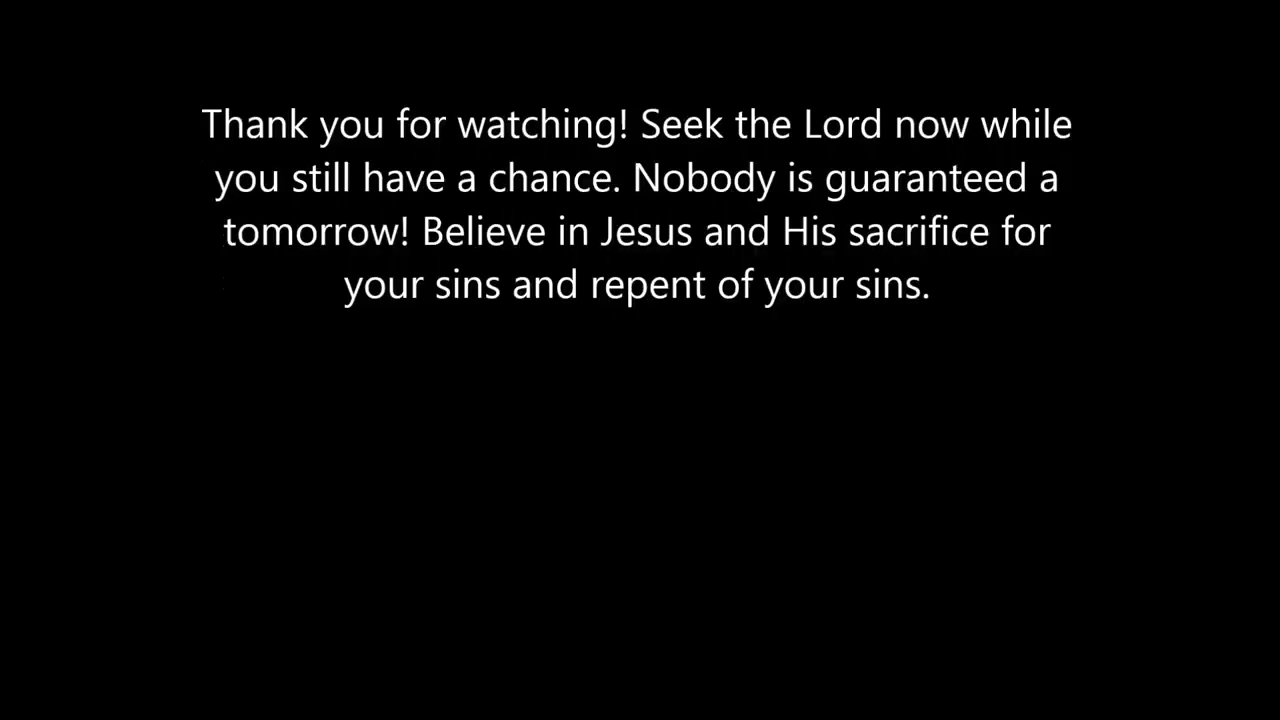 Thank you for watching! Seek the Lord now while
you still have a chance. Nobody is guaranteed a
tomorrow! Believe in Jesus and His sacrifice for
your sins and repent of your sins.